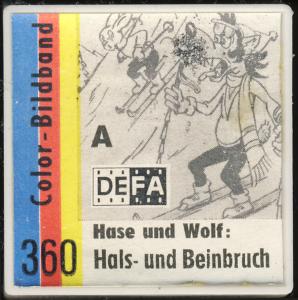 Color-Bildband
A
DEFA
360
Hase und Wolf:
Hals- und Beinbruch